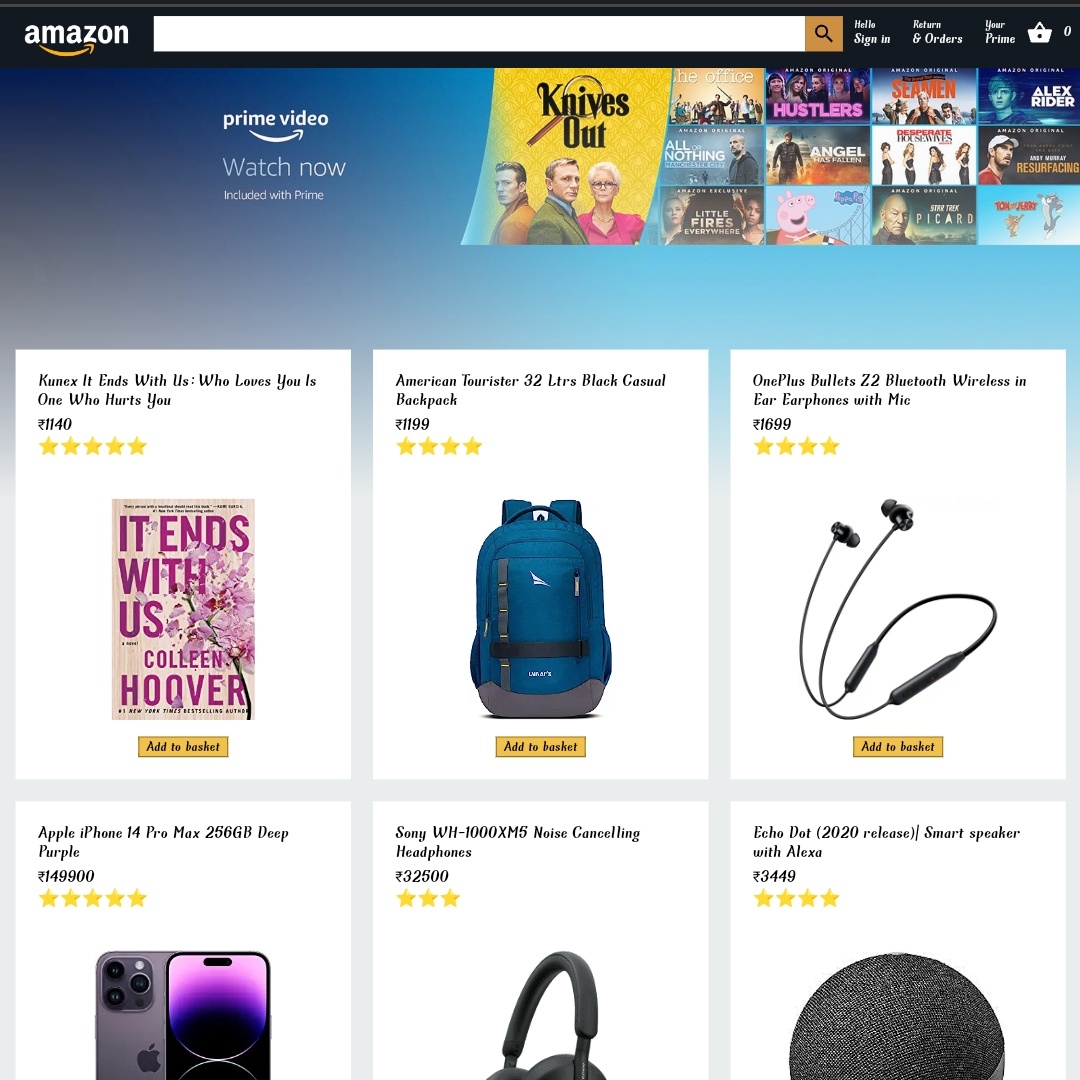 amazon
Hello
Sign in
Return
& Orders
Your
Prime
0
prime video
Watch now
Included with Prime
Knives
Out
the office
AMAZON ORIGINAL
HUSTLERS
AMAZON ORIGINAL
SEAMEN
AMAZON ORIGINAL
ALEX
RIDER
AMAZON ORIGINAL
ALL OR
NOTHING
MANCHESTER CITY
ANGEL
HAS FALLEN
DESPERATE
HOUSEWIVES
AMAZON ORIGINAL
ANDY MURRAY
RESURFACING
AMAZON EXCLUSIVE
LITTLE
FIRES
EVERYWHERE
Peppa Pig
AMAZON ORIGINAL
STAR TREK
PICARD
TOM AND JERRY
Kunex It Ends With Us: Who Loves You Is
One Who Hurts You
₹1140
American Tourister 32 Ltrs Black Casual
Backpack
₹1199
OnePlus Bullets Z2 Bluetooth Wireless in
Ear Earphones with Mic
₹1699
IT ENDS
WITH
US
a novel
COLLEEN
HOOVER
#1 NEW YORK TIMES BESTSELLING AUTHOR
LUNAR'S
Add to basket
Add to basket
Add to basket
Apple iPhone 14 Pro Max 256GB Deep
Purple
₹149900
Sony WH-1000XM5 Noise Cancelling
Headphones
₹32500
Echo Dot (2020 release)| Smart speaker
with Alexa
₹3449